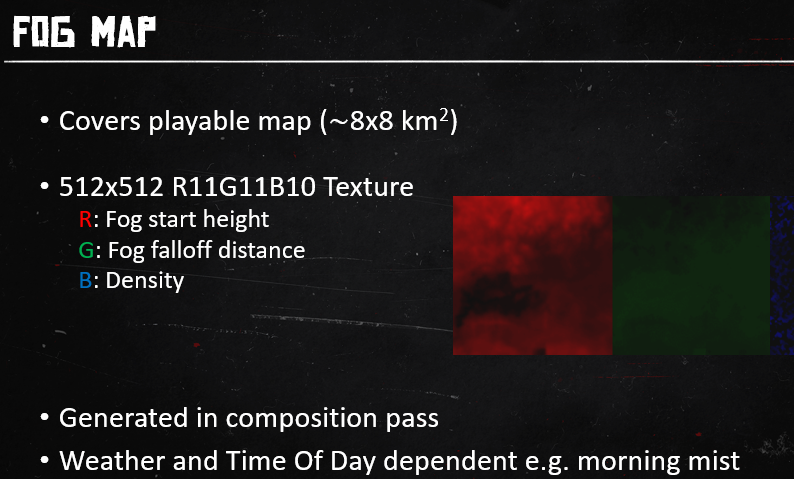 FOG MAP
• Covers playable map (~8x8 km²)
• 512x512 R11G11B10 Texture
R: Fog start height
G: Fog falloff distance
B: Density
• Generated in composition pass
• Weather and Time Of Day dependent e.g. morning mist